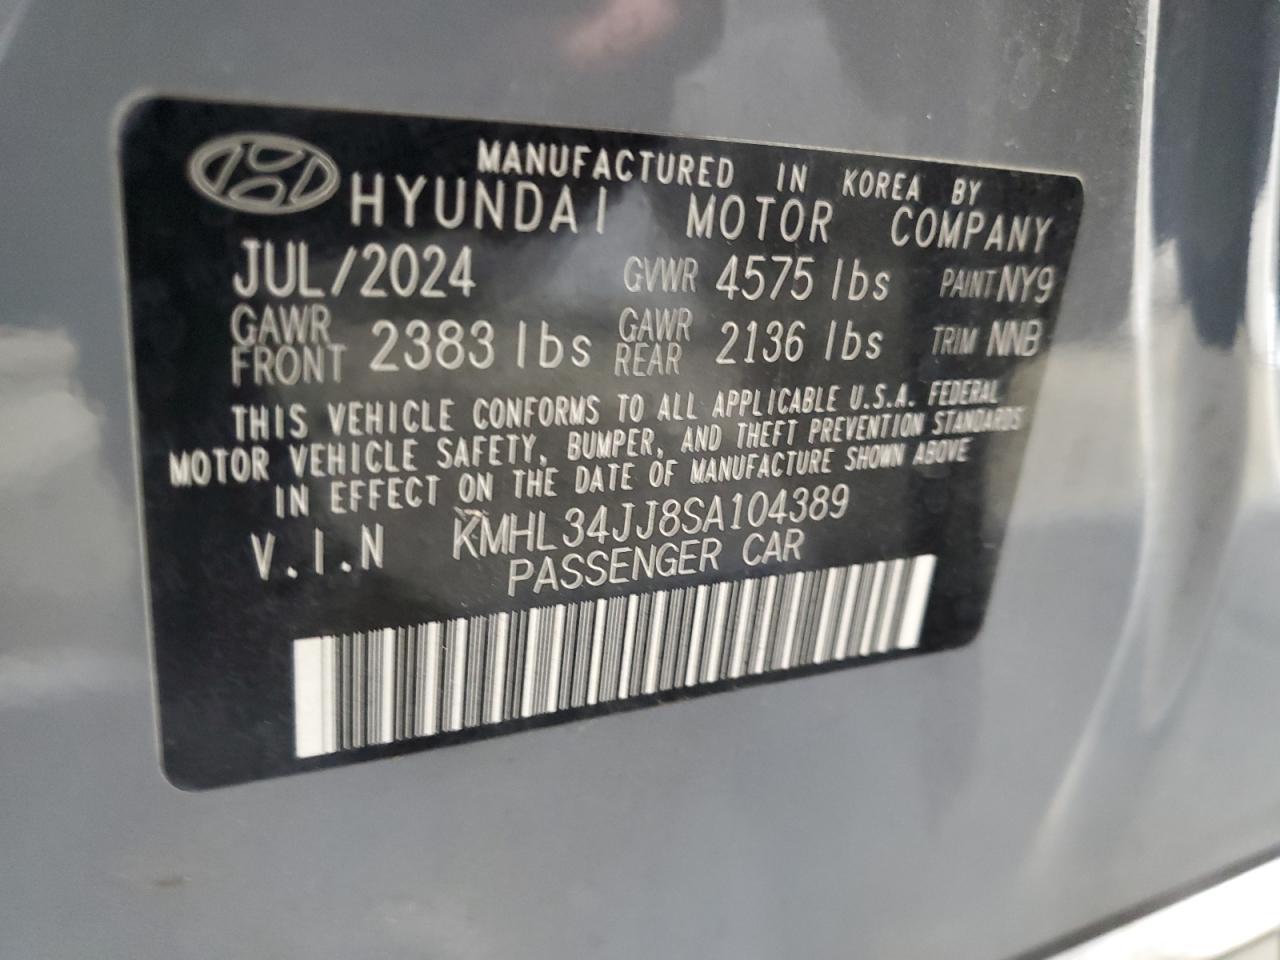 MANUFACTURED IN KOREA BY
HYUNDAI MOTOR COMPANY
JUL/2024 GVWR 4575 lbs PAINT NY9
GAWR FRONT 2383 lbs GAWR REAR 2136 lbs TRIM NNB
THIS VEHICLE CONFORMS TO ALL APPLICABLE U.S.A. FEDERAL
MOTOR VEHICLE SAFETY, BUMPER, AND THEFT PREVENTION STANDARDS
IN EFFECT ON THE DATE OF MANUFACTURE SHOWN ABOVE
V.I.N KMHL34JJ8SA104389
PASSENGER CAR